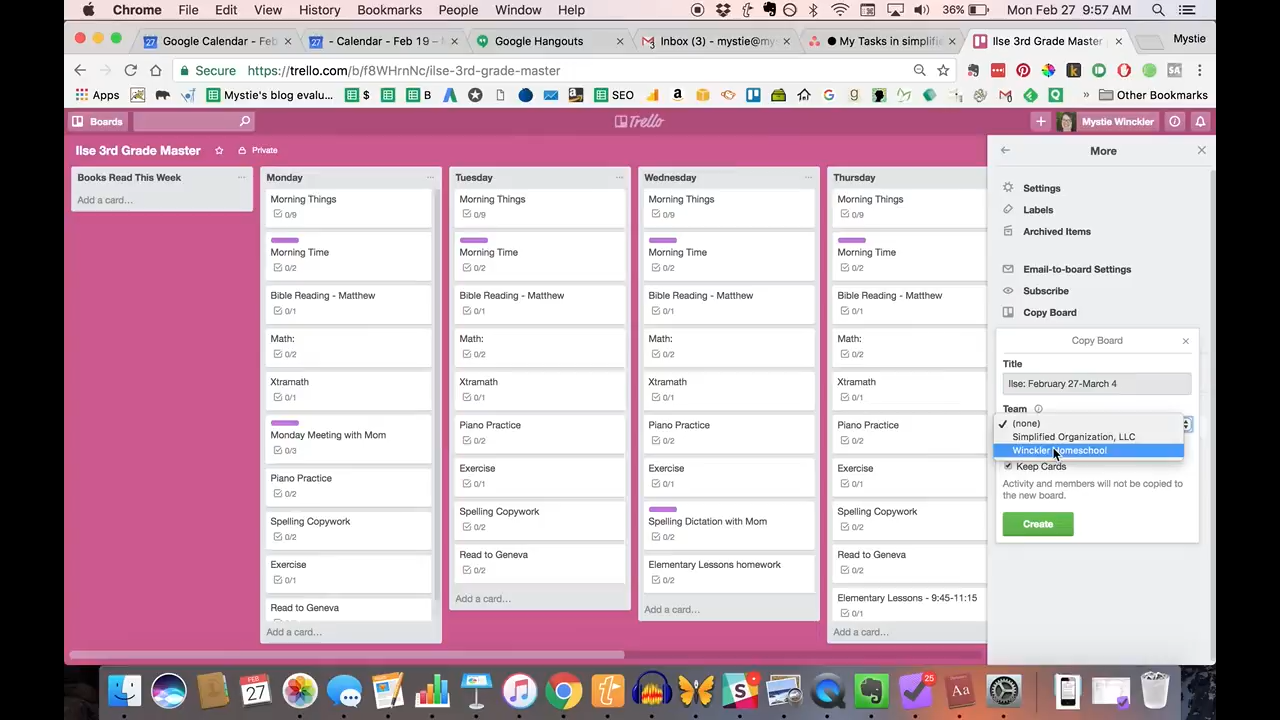 Chrome File Edit View History Bookmarks People Window Help 36% Mon Feb 27 9:57 AM
Google Calendar - Feb - Calendar - Feb 19 – Google Hangouts Inbox (3) - mystie@my ● My Tasks in simplifie Ilse 3rd Grade Master Mystie
Secure https://trello.com/b/f8WHrnNc/ilse-3rd-grade-master
Apps Mystie's blog evalu... $ B SEO Other Bookmarks
Boards Trello Mystie Winckler
Ilse 3rd Grade Master Private
Books Read This Week
Add a card…
Monday
Morning Things
0/9
Morning Time
0/2
Bible Reading - Matthew
0/1
Math:
0/2
Xtramath
0/1
Monday Meeting with Mom
0/3
Piano Practice
0/2
Spelling Copywork
0/2
Exercise
0/1
Read to Geneva
Add a card…
Tuesday
Morning Things
0/9
Morning Time
0/2
Bible Reading - Matthew
0/1
Math:
0/2
Xtramath
0/1
Piano Practice
0/2
Exercise
0/1
Spelling Copywork
0/2
Read to Geneva
0/2
Add a card…
Wednesday
Morning Things
0/9
Morning Time
0/2
Bible Reading - Matthew
0/1
Math:
0/2
Xtramath
0/1
Piano Practice
0/2
Exercise
0/1
Spelling Dictation with Mom
0/2
Elementary Lessons homework
0/2
Add a card…
Thursday
Morning Things
0/9
Morning Time
0/2
Bible Reading - Matthew
0/1
Math:
0/2
Xtramath
0/1
Piano Practice
0/2
Exercise
0/1
Spelling Copywork
0/2
Read to Geneva
0/2
Elementary Lessons - 9:45-11:15
0/1
Add a card…
More
Settings
Labels
Archived Items
Email-to-board Settings
Subscribe
Copy Board
Copy Board
Title
Ilse: February 27-March 4
Team
(none)
Simplified Organization, LLC
Winckler Homeschool
Keep Cards
Activity and members will not be copied to
the new board.
Create
FEB
27
25